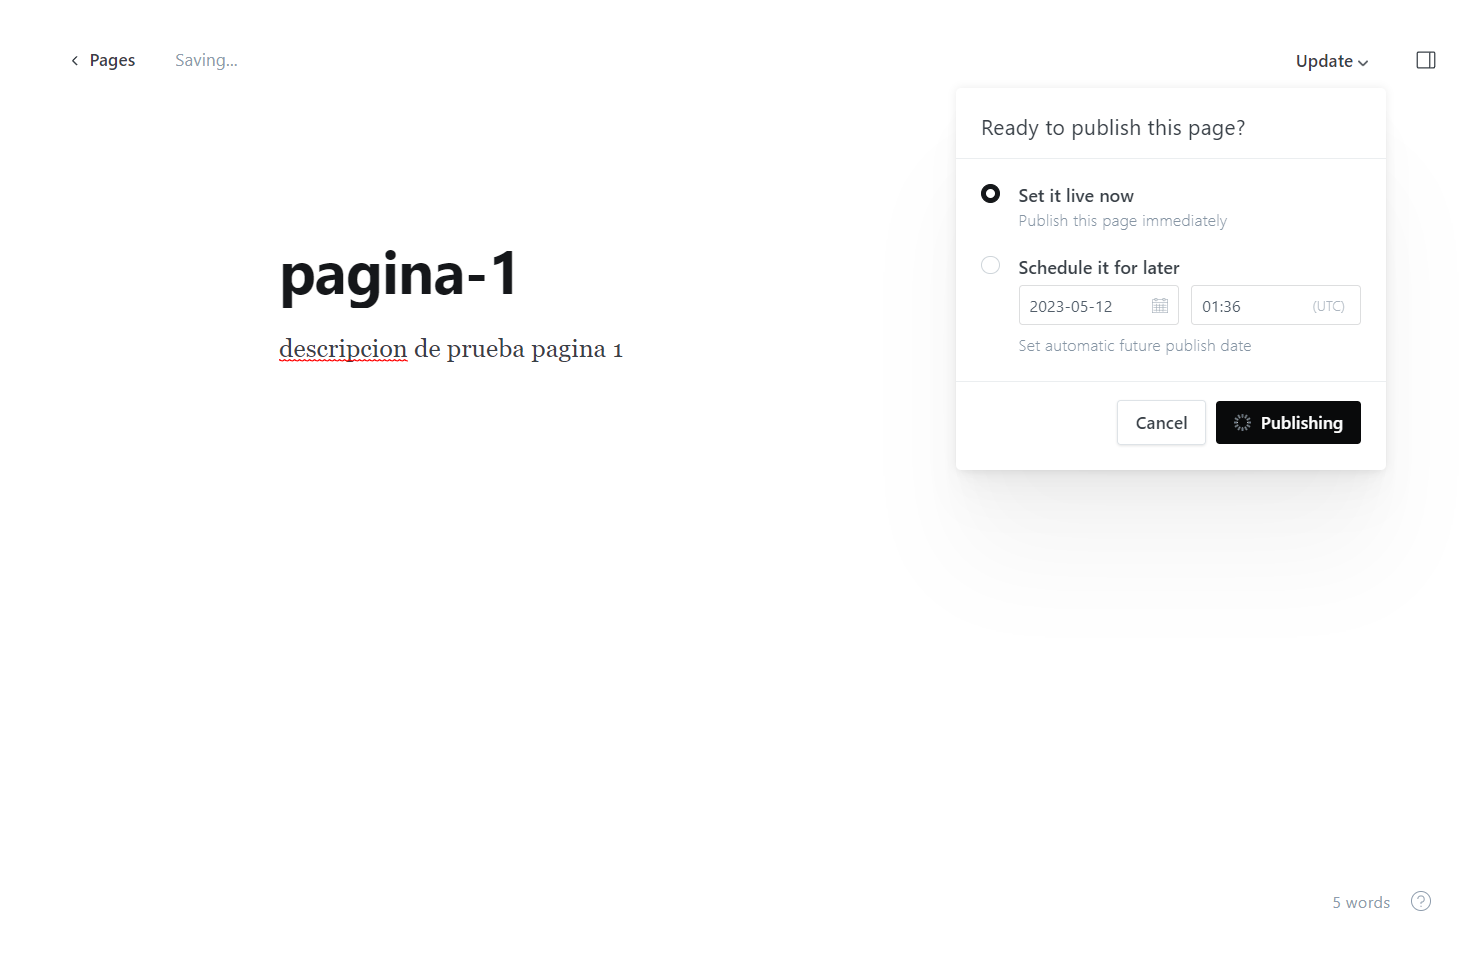 Pages
Saving...
Update
Ready to publish this page?
Set it live now
Publish this page immediately
Schedule it for later
2023-05-12
01:36
(UTC)
Set automatic future publish date
Cancel
Publishing
pagina-1
descripcion de prueba pagina 1
5 words
?